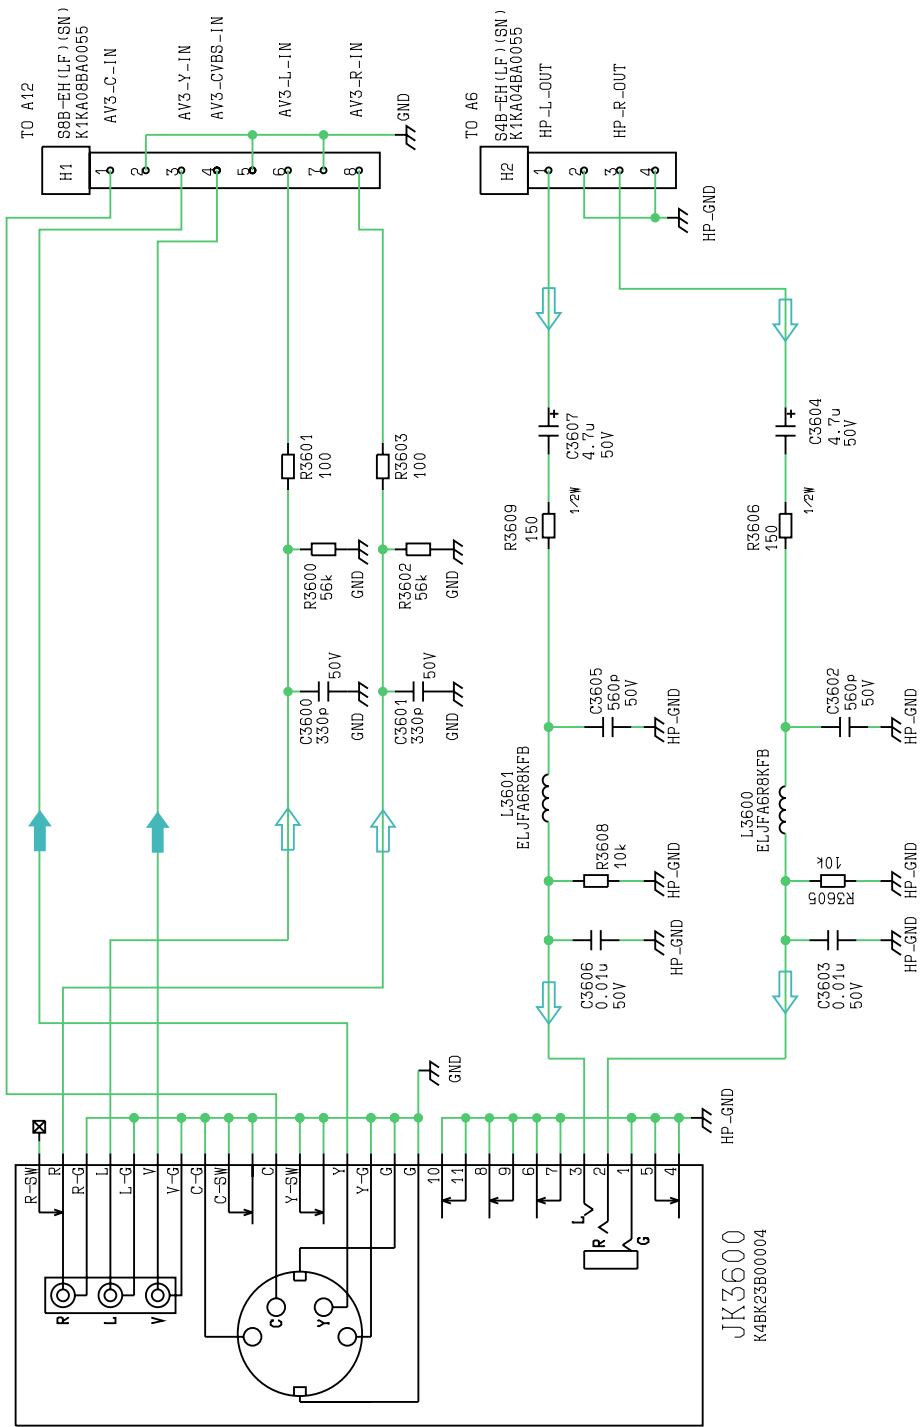 TO A12
S8B-EH(LF)(SN)
K1KA08BA0055
AV3-C-IN
AV3-Y-IN
AV3-CVBS-IN
AV3-L-IN
AV3-R-IN
H1
1
2
3
4
5
6
7
8
GND
TO A6
S4B-EH(LF)(SN)
K1KA04BA0055
HP-L-OUT
HP-R-OUT
H2
1
2
3
4
HP-GND
R3601
100
R3603
100
R3600
56k
GND
R3602
56k
GND
C3600
330p
50V
GND
C3601
330p
50V
GND
C3607
4.7u
50V
C3604
4.7u
50V
R3609
150
1/2W
R3606
150
1/2W
C3605
560p
50V
HP-GND
C3602
560p
50V
HP-GND
L3601
ELJFA6R8KFB
L3600
ELJFA6R8KFB
R3608
10k
HP-GND
R3605
10k
HP-GND
C3606
0.01u
50V
HP-GND
C3603
0.01u
50V
HP-GND
GND
HP-GND
R-SW
R
R-G
L
L-G
V
V-G
C-G
C-SW
C
Y-SW
Y
Y-G
G
G
10
11
8
9
6
7
3
2
1
5
4
R
L
V
C
Y
L
R
G
JK3600
K4BK23B00004